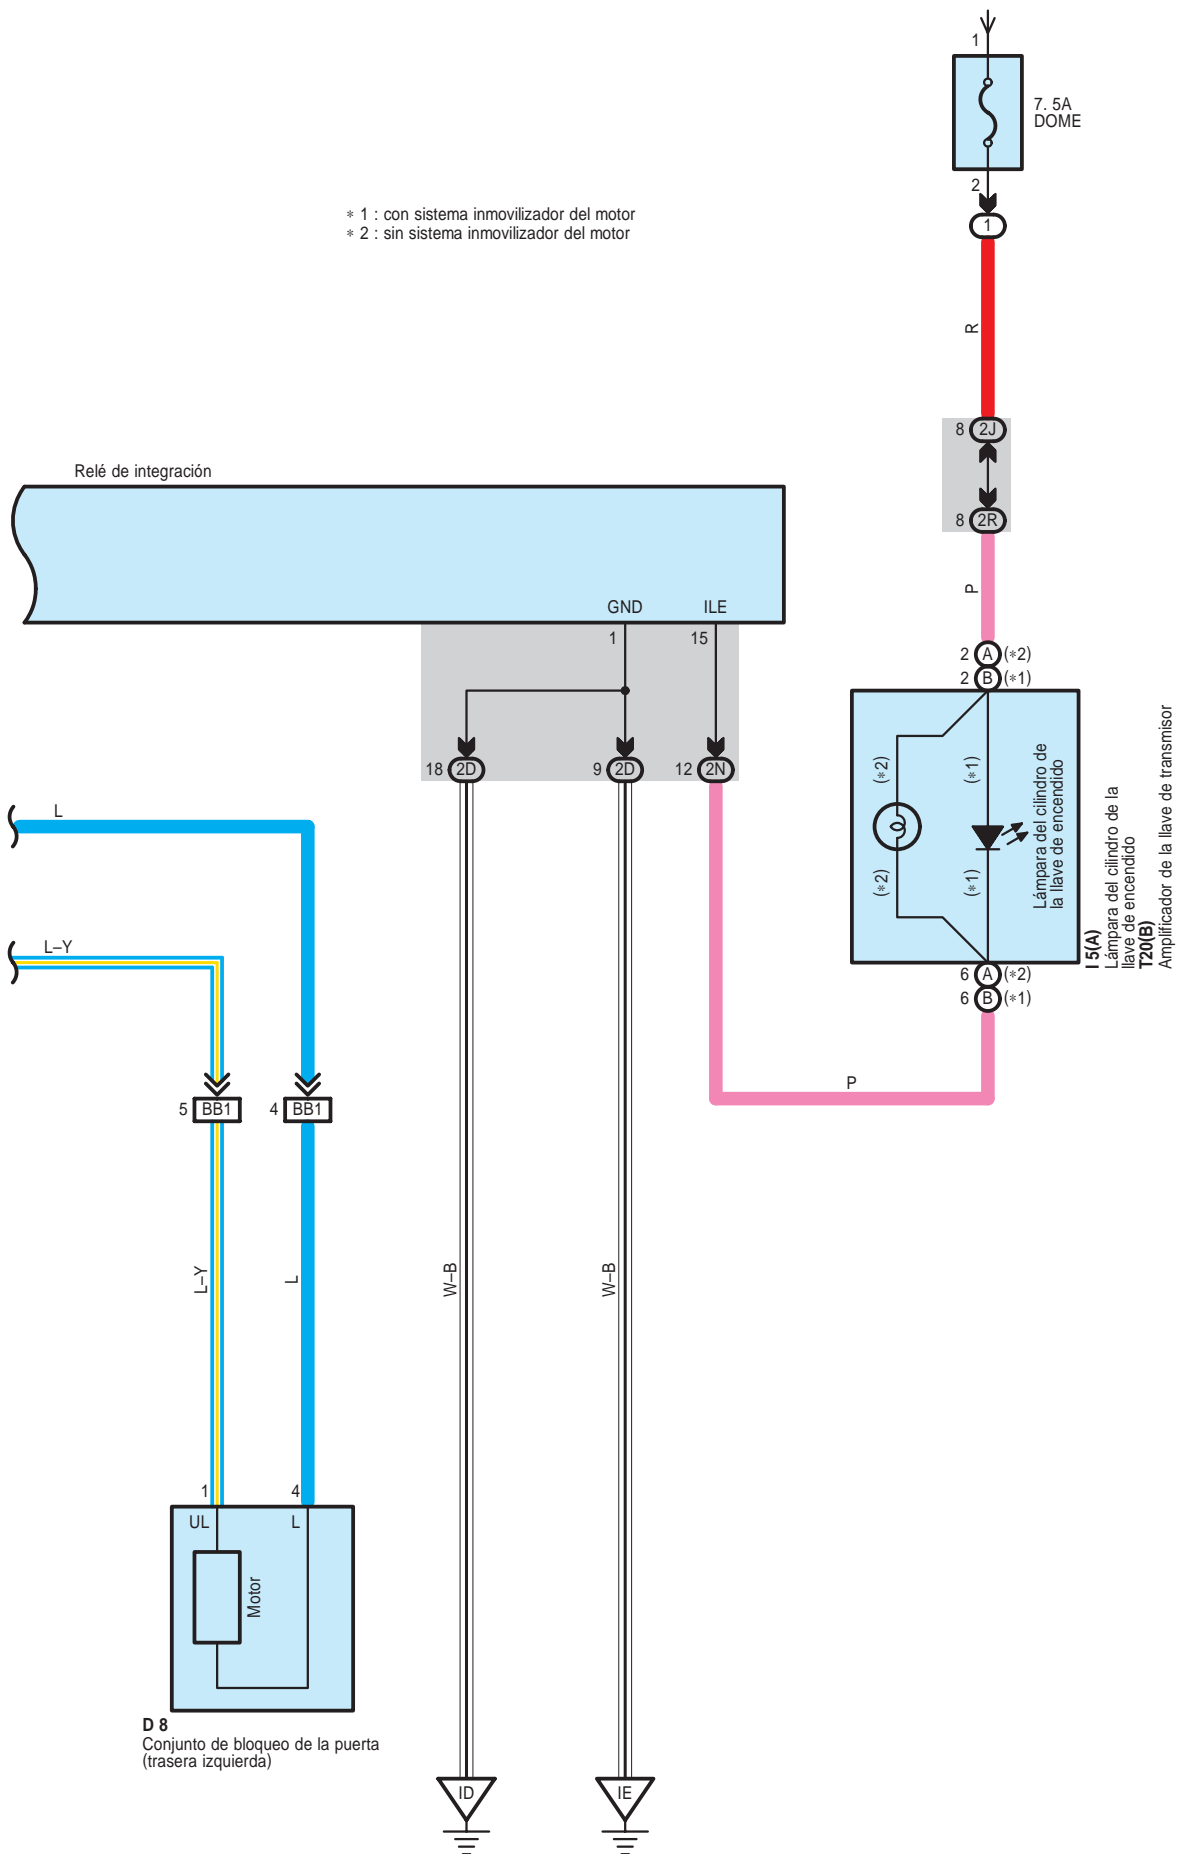 1
7. 5A
DOME
2
1
* 1 : con sistema inmovilizador del motor
* 2 : sin sistema inmovilizador del motor
R
8 2J
8 2R
P
Relé de integración
GND ILE
1 15
18 2D 9 2D 12 2N
2 A (*2)
2 B (*1)
(*2) (*1)
(*2) (*1)
Lámpara del cilindro de
la llave de encendido
I 5(A)
Lámpara del cilindro de la
llave de encendido
T20(B)
Amplificador de la llave de transmisor
6 A (*2)
6 B (*1)
P
L
L–Y
5 BB1 4 BB1
L–Y L W–B W–B
1 4
UL L
Motor
D 8
Conjunto de bloqueo de la puerta
(trasera izquierda)
ID IE